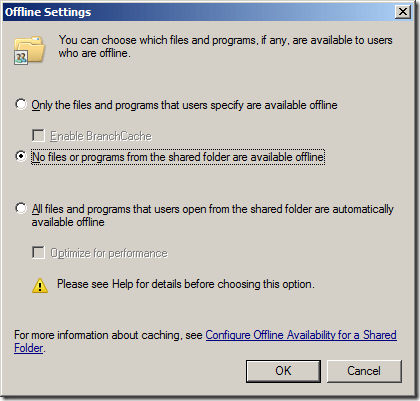 Offline Settings
You can choose which files and programs, if any, are available to users
who are offline.
Only the files and programs that users specify are available offline
Enable BranchCache
No files or programs from the shared folder are available offline
All files and programs that users open from the shared folder are automatically
available offline
Optimize for performance
Please see Help for details before choosing this option.
For more information about caching, see Configure Offline Availability for a Shared
Folder.
OK Cancel